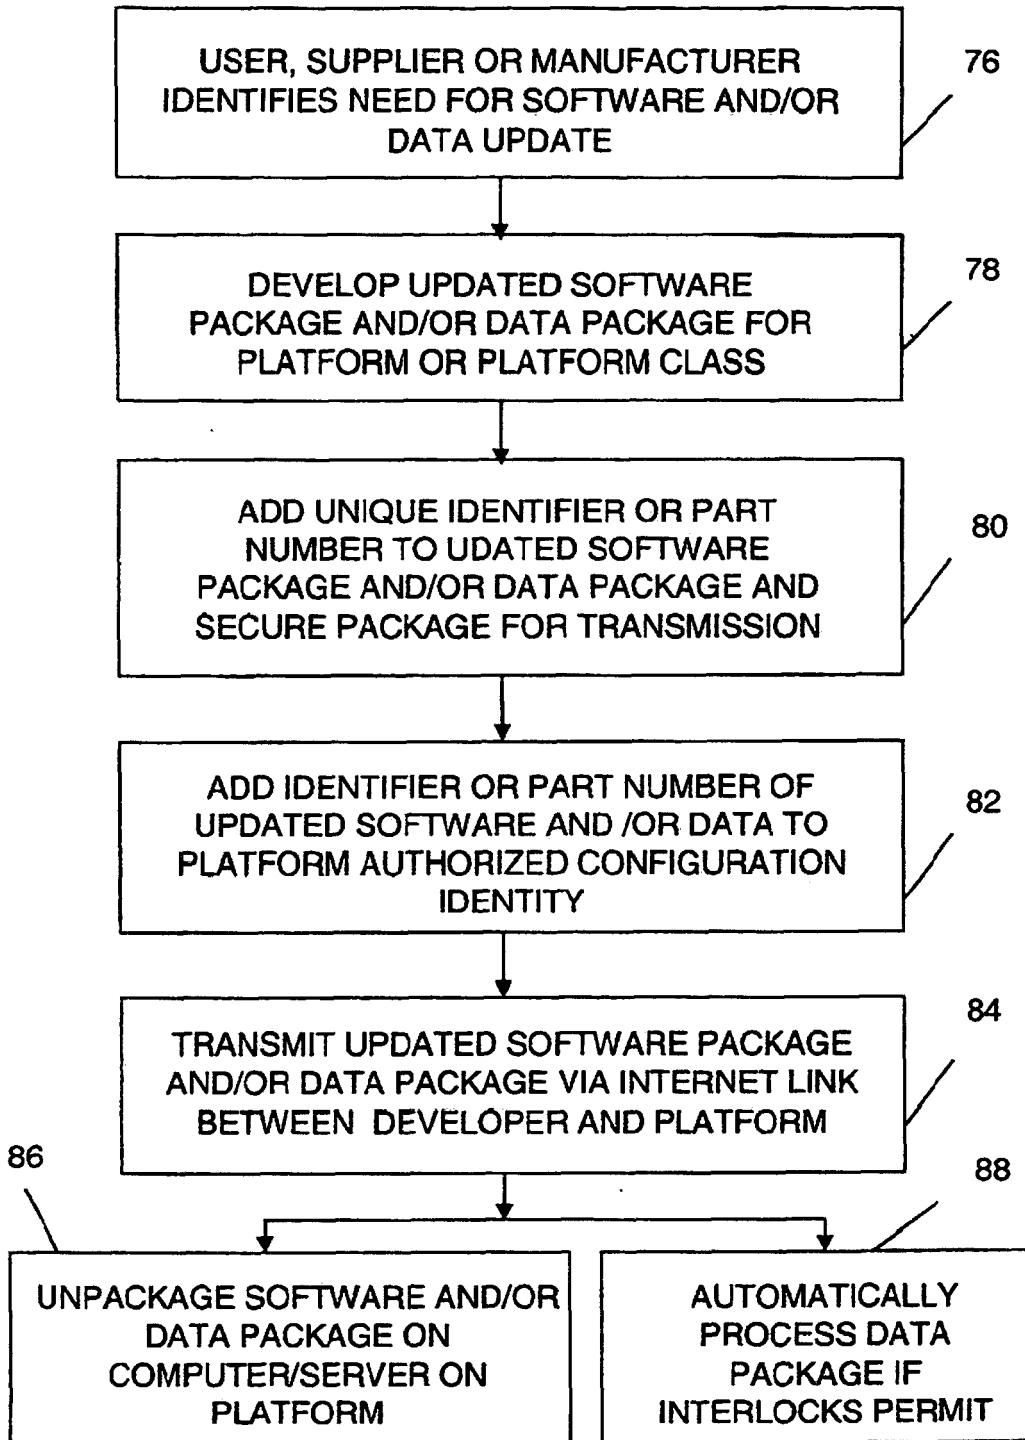 USER, SUPPLIER OR MANUFACTURER
IDENTIFIES NEED FOR SOFTWARE AND/OR
DATA UPDATE
76
DEVELOP UPDATED SOFTWARE
PACKAGE AND/OR DATA PACKAGE FOR
PLATFORM OR PLATFORM CLASS
78
ADD UNIQUE IDENTIFIER OR PART
NUMBER TO UDATED SOFTWARE
PACKAGE AND/OR DATA PACKAGE AND
SECURE PACKAGE FOR TRANSMISSION
80
ADD IDENTIFIER OR PART NUMBER OF
UPDATED SOFTWARE AND /OR DATA TO
PLATFORM AUTHORIZED CONFIGURATION
IDENTITY
82
TRANSMIT UPDATED SOFTWARE PACKAGE
AND/OR DATA PACKAGE VIA INTERNET LINK
BETWEEN DEVELOPER AND PLATFORM
84
86
UNPACKAGE SOFTWARE AND/OR
DATA PACKAGE ON
COMPUTER/SERVER ON
PLATFORM
88
AUTOMATICALLY
PROCESS DATA
PACKAGE IF
INTERLOCKS PERMIT